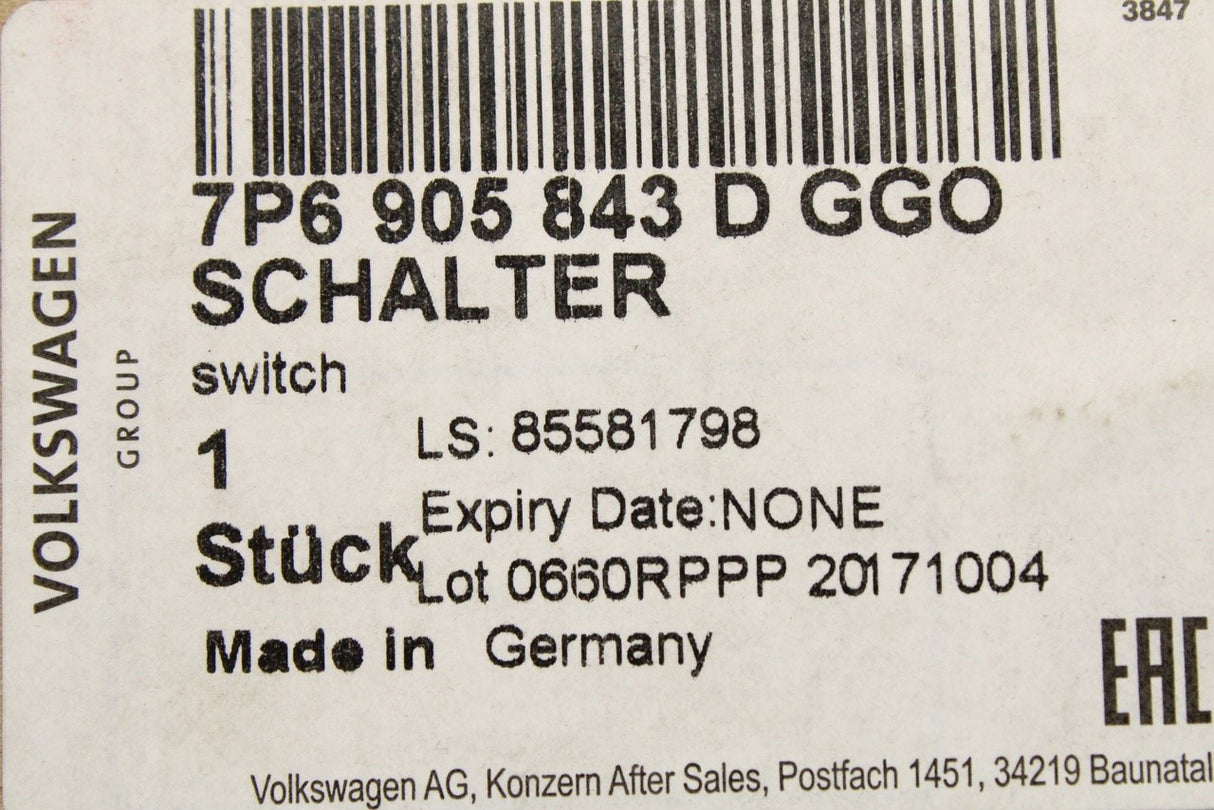 3847
7P6 905 843 D GGO
SCHALTER
switch
1
LS: 85581798
Expiry Date:NONE
Stück
Lot 0660RPPP 20171004
Made in Germany
EAC
Volkswagen AG, Konzern After Sales, Postfach 1451, 34219 Baunatal
VOLKSWAGEN
GROUP